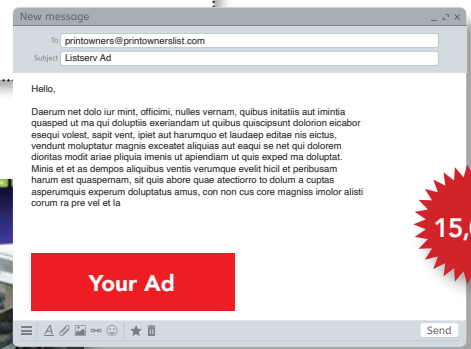 New message
To printowners@printownerslist.com
Subject Listserv Ad
Hello,
Daerum net dolo iur mint, officimi, nulles vernam, quibus initatiis aut imintia
quasped ut ma qui doluptiis exeriandam ut quibus quiscipsunt dolorion eicabor
esequi volest, sapit vent, ipiet aut harumquo et laudaep editae nis eictus,
vendunt moluptatur magnis exceatet aliquias aut eaqui se net qui dolorem
dioritas modit ariae pliquia imenis ut apiendiam ut quis exped ma doluptat.
Minis et et as dempos aliquibus ventis verumque evelit hicil et peribusam
harum est quaspernam, sit quis abore quae atectiorro to dolum a cuptas
asperumquis experum doluptatus amus, con non cus core magniss imolor alisti
corum ra pre vel et la
Your Ad
Send